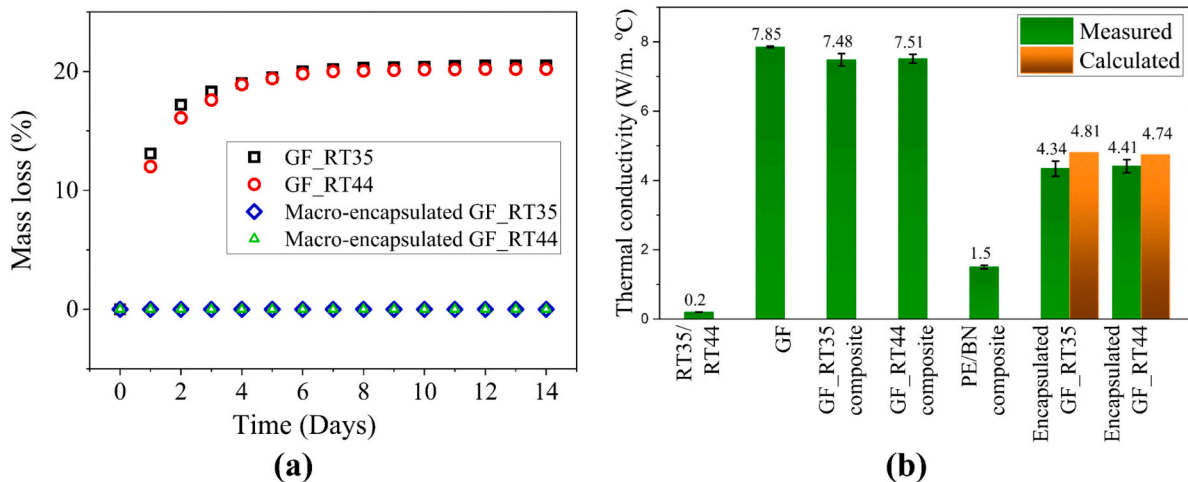 (a)
Mass loss (%)
20
10
0
GF_RT35
GF_RT44
Macro-encapsulated GF_RT35
Macro-encapsulated GF_RT44
0 2 4 6 8 10 12 14
Time (Days)
(b)
Thermal conductivity (W/m. ºC)
8
6
4
2
0
Measured
Calculated
0.2
7.85
7.48
7.51
1.5
4.34
4.81
4.41
4.74
RT35/
RT44
GF
GF_RT35
composite
GF_RT44
composite
PE/BN
composite
Encapsulated
GF_RT35
Encapsulated
GF_RT44